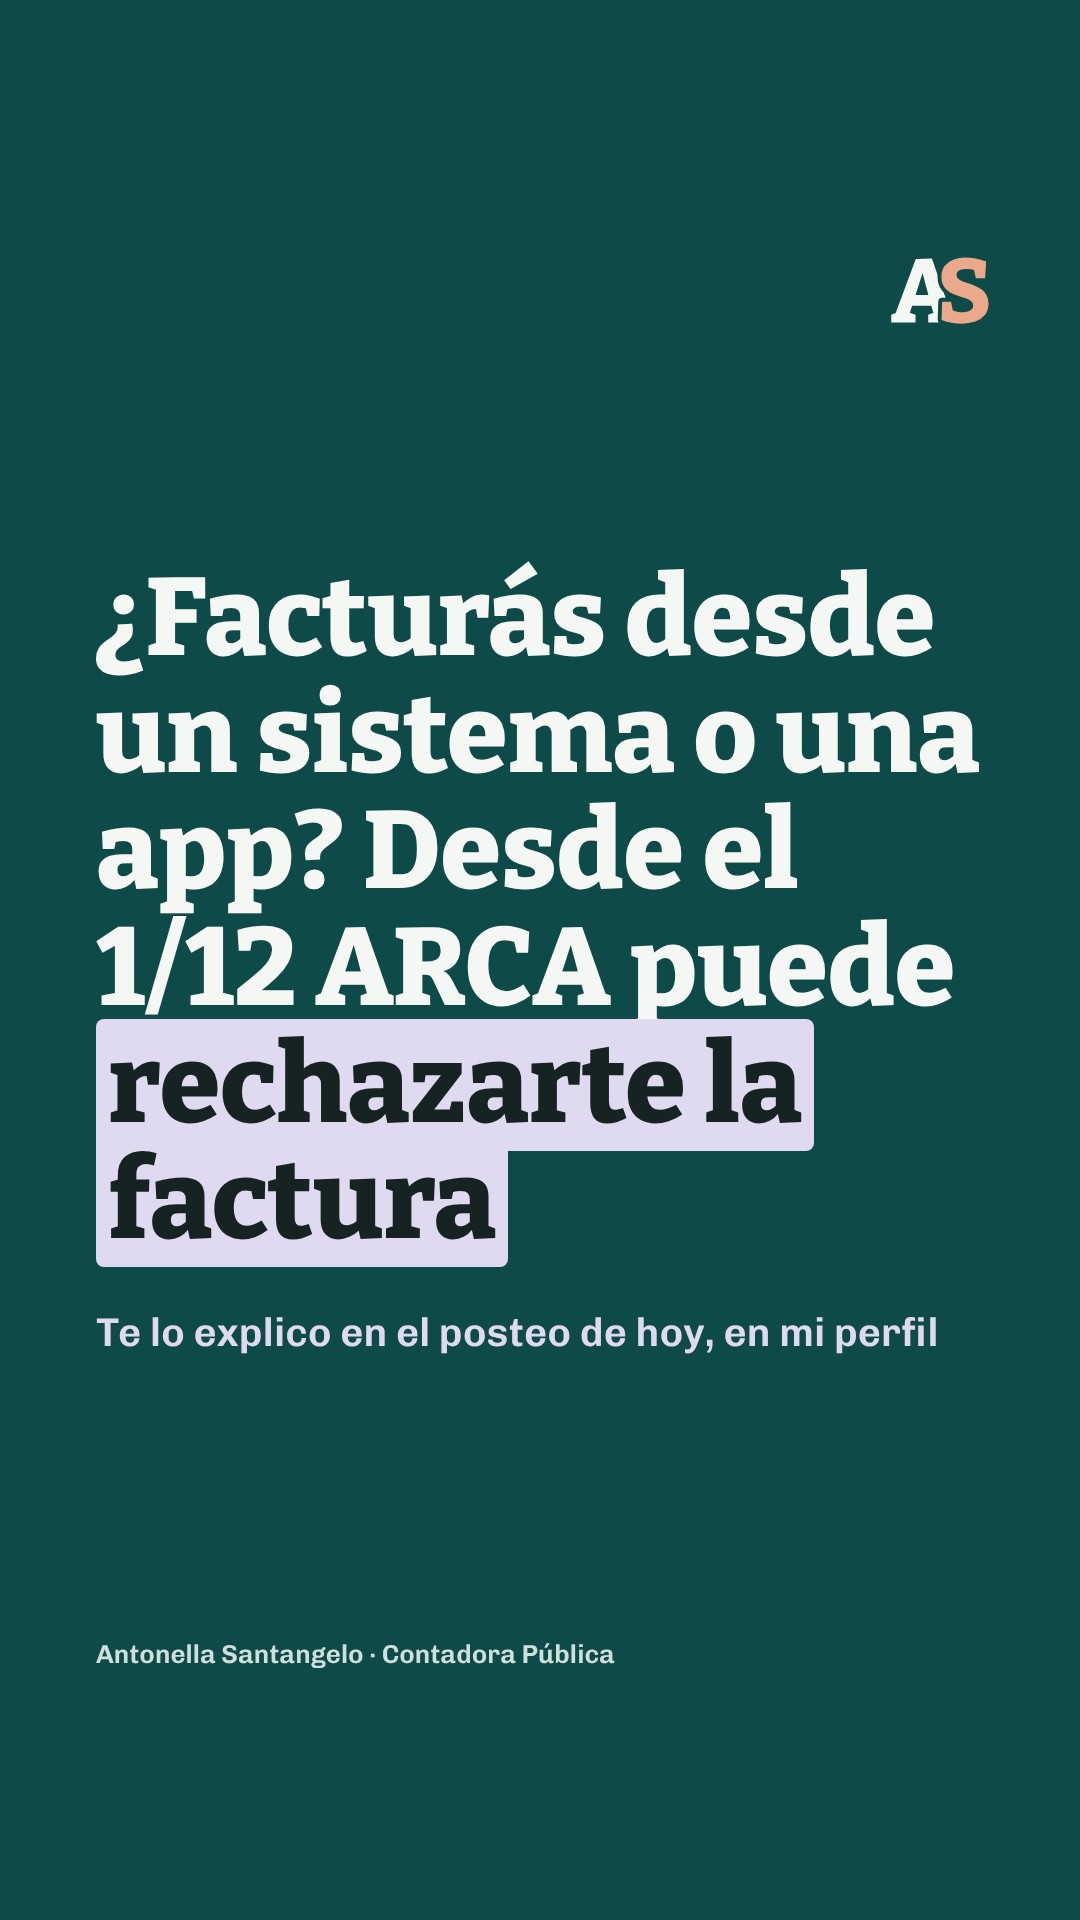 AS
¿Facturás desde
un sistema o una
app? Desde el
1/12 ARCA puede
rechazarte la
factura
Te lo explico en el posteo de hoy, en mi perfil
Antonella Santangelo · Contadora Pública